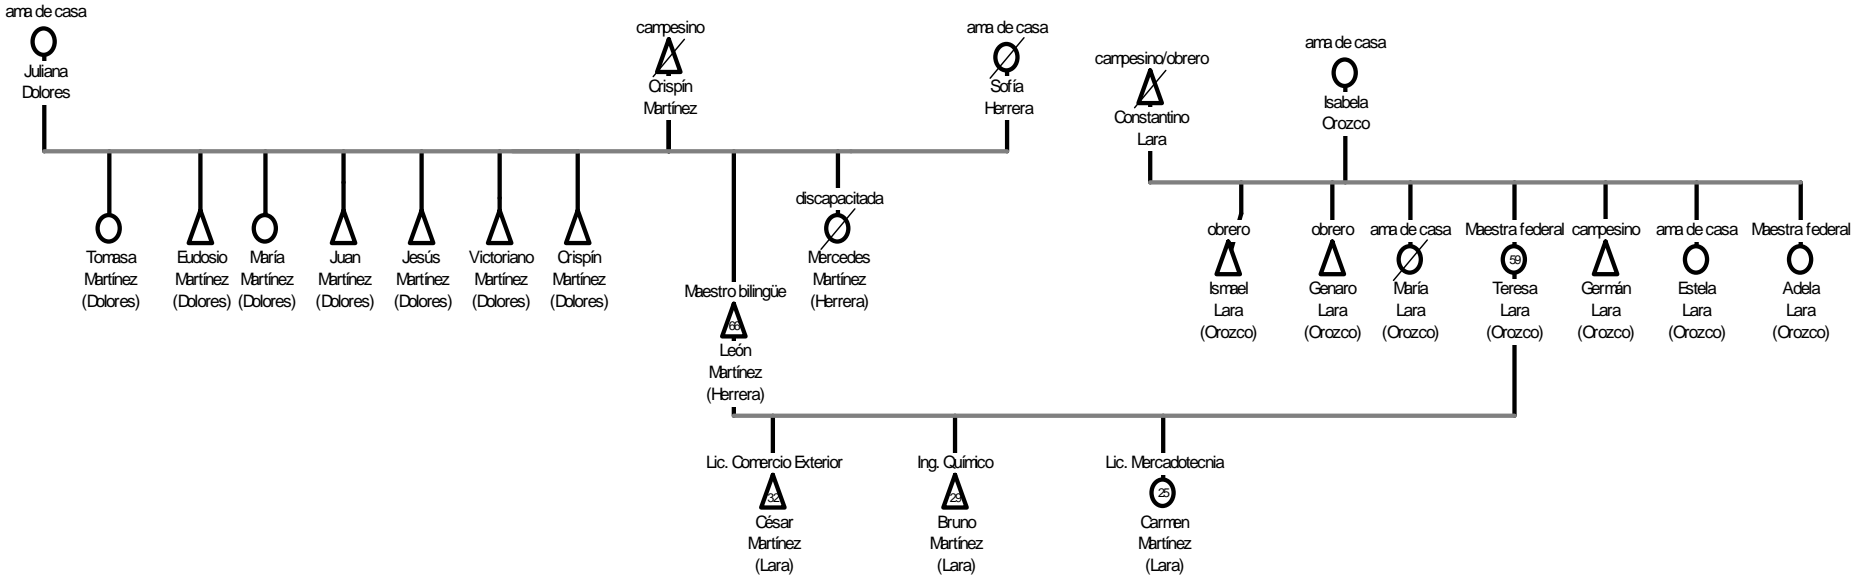 ama de casa
Juliana
Dolores
campesino
Crispín
Martínez
ama de casa
Sofía
Herrera
campesino/obrero
Constantino
Lara
ama de casa
Isabela
Orozco
Tomasa
Martínez
(Dolores)
Eudosio
Martínez
(Dolores)
María
Martínez
(Dolores)
Juan
Martínez
(Dolores)
Jesús
Martínez
(Dolores)
Victoriano
Martínez
(Dolores)
Crispín
Martínez
(Dolores)
discapacitada
Mercedes
Martínez
(Herrera)
Maestro bilingüe
66
León
Martínez
(Herrera)
obrero
Ismael
Lara
(Orozco)
obrero
Genaro
Lara
(Orozco)
ama de casa
María
Lara
(Orozco)
Maestra federal
59
Teresa
Lara
(Orozco)
campesino
Germán
Lara
(Orozco)
ama de casa
Estela
Lara
(Orozco)
Maestra federal
Adela
Lara
(Orozco)
Lic. Comercio Exterior
32
César
Martínez
(Lara)
Ing. Químico
29
Bruno
Martínez
(Lara)
Lic. Mercadotecnia
25
Carmen
Martínez
(Lara)